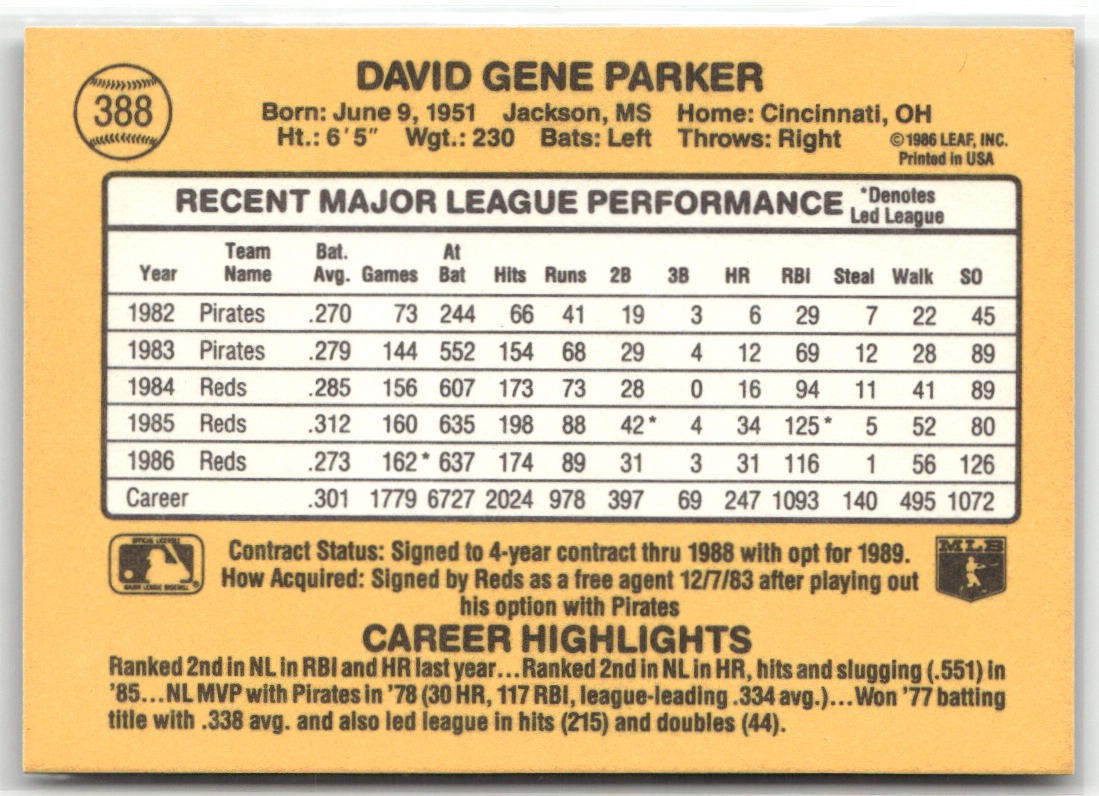 388
DAVID GENE PARKER
Born: June 9, 1951 Jackson, MS Home: Cincinnati, OH
Ht.: 6'5" Wgt.: 230 Bats: Left Throws: Right
©1986 LEAF, INC.
Printed in USA
RECENT MAJOR LEAGUE PERFORMANCE *Denotes Led League
Year Team Name Bat. Avg. Games At Bat Hits Runs 2B 3B HR RBI Steal Walk SO
1982 Pirates .270 73 244 66 41 19 3 6 29 7 22 45
1983 Pirates .279 144 552 154 68 29 4 12 69 12 28 89
1984 Reds .285 156 607 173 73 28 0 16 94 11 41 89
1985 Reds .312 160 635 198 88 42* 4 34 125* 5 52 80
1986 Reds .273 162* 637 174 89 31 3 31 116 1 56 126
Career .301 1779 6727 2024 978 397 69 247 1093 140 495 1072
OFFICIAL LICENSEE
MAJOR LEAGUE BASEBALL
®
MLB
Contract Status: Signed to 4-year contract thru 1988 with opt for 1989.
How Acquired: Signed by Reds as a free agent 12/7/83 after playing out
his option with Pirates
CAREER HIGHLIGHTS
Ranked 2nd in NL in RBI and HR last year...Ranked 2nd in NL in HR, hits and slugging (.551) in
'85...NL MVP with Pirates in '78 (30 HR, 117 RBI, league-leading .334 avg.)...Won '77 batting
title with .338 avg. and also led league in hits (215) and doubles (44).